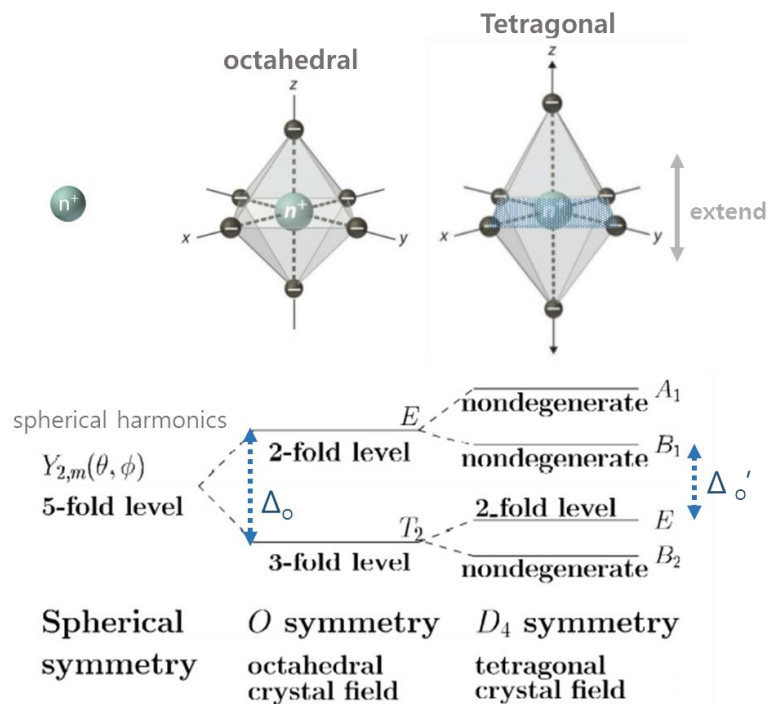 Tetragonal
octahedral
z
z
n⁺
n⁺
n⁺
x
y
x
y
extend
spherical harmonics
Y₂,ₘ(θ, ϕ)
5-fold level
E
2-fold level
A₁
nondegenerate
B₁
nondegenerate
Δₒ
Δₒ'
T₂
3-fold level
2-fold level
E
B₂
nondegenerate
Spherical
symmetry
O symmetry
octahedral
crystal field
D₄ symmetry
tetragonal
crystal field